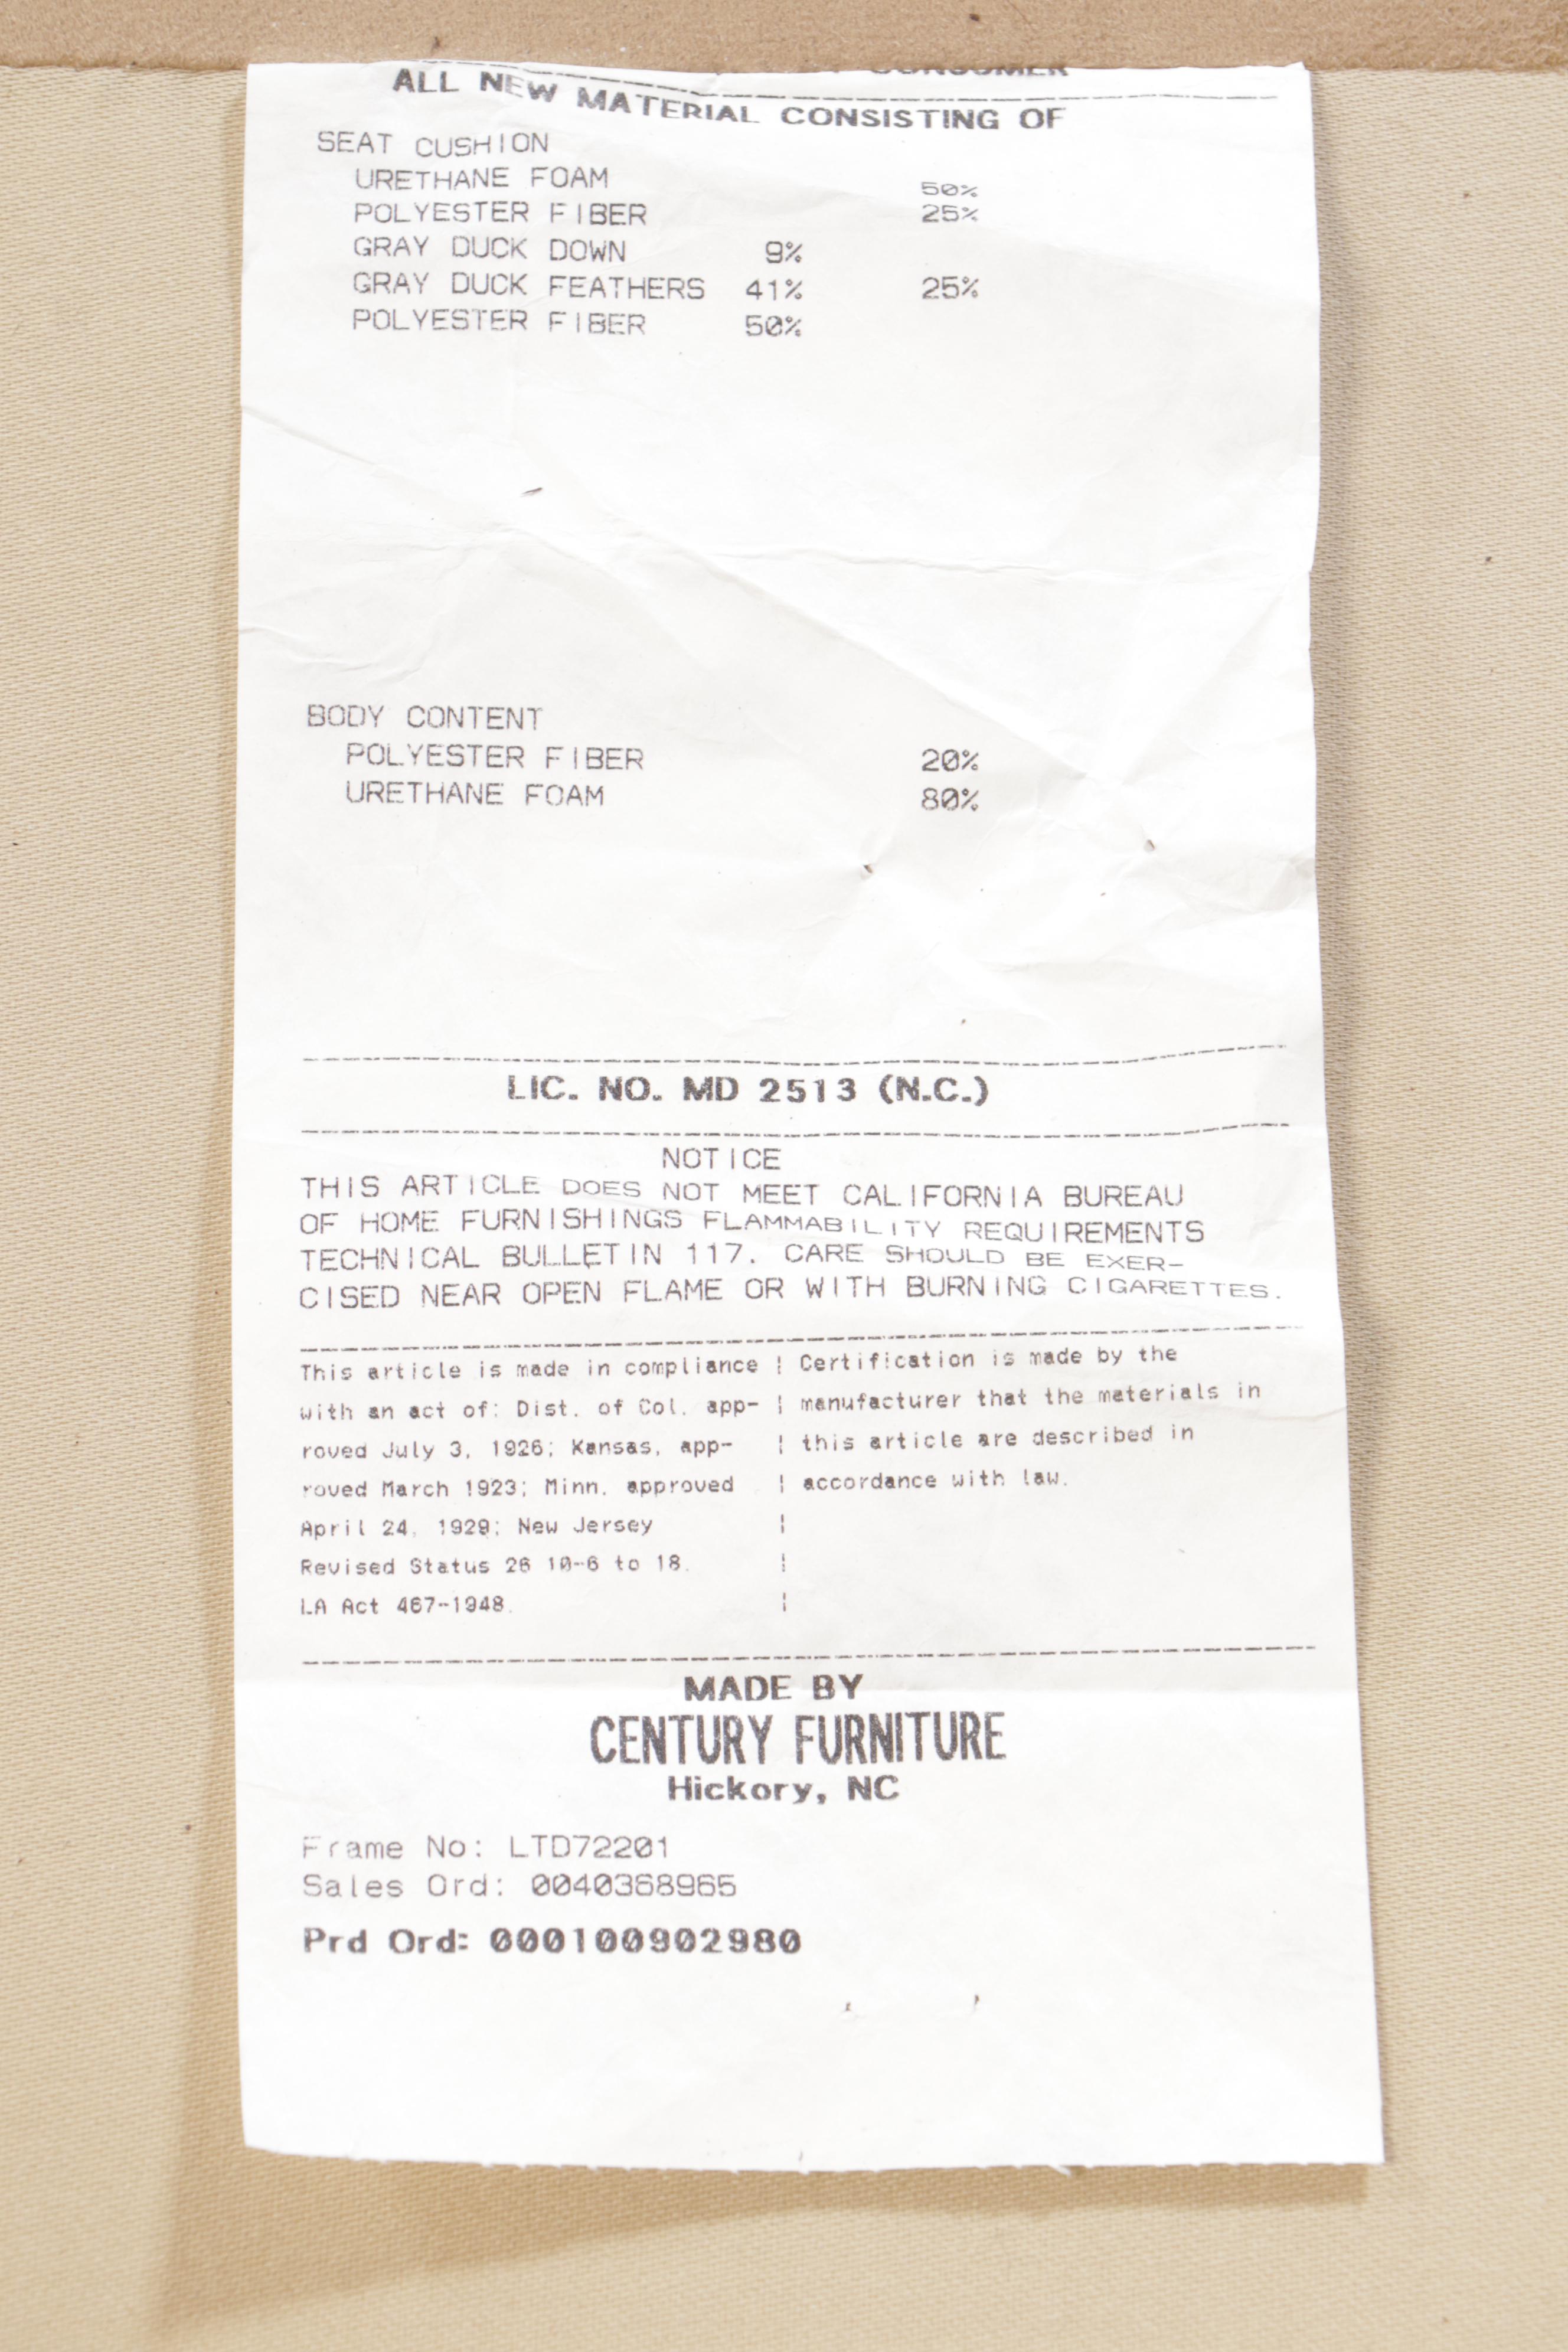 CONSUMER
ALL NEW MATERIAL CONSISTING OF
SEAT CUSHION
URETHANE FOAM 50%
POLYESTER FIBER 25%
GRAY DUCK DOWN 9%
GRAY DUCK FEATHERS 41% 25%
POLYESTER FIBER 50%
BODY CONTENT
POLYESTER FIBER 20%
URETHANE FOAM 80%
LIC. NO. MD 2513 (N.C.)
NOTICE
THIS ARTICLE DOES NOT MEET CALIFORNIA BUREAU
OF HOME FURNISHINGS FLAMMABILITY REQUIREMENTS
TECHNICAL BULLETIN 117. CARE SHOULD BE EXER-
CISED NEAR OPEN FLAME OR WITH BURNING CIGARETTES.
This article is made in compliance
with an act of: Dist. of Col. app-
roved July 3, 1926; Kansas, app-
roved March 1923; Minn. approved
April 24, 1929; New Jersey
Revised Status 26 10-6 to 18.
LA Act 467-1948.
Certification is made by the
manufacturer that the materials in
this article are described in
accordance with law.
MADE BY
CENTURY FURNITURE
Hickory, NC
Frame No: LTD72201
Sales Ord: 0040368965
Prd Ord: 000100902980